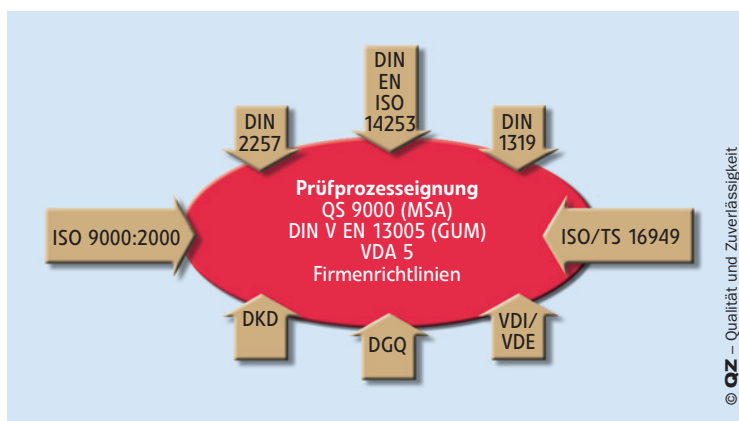 DIN
EN
ISO
14253
DIN
2257
DIN
1319
Prüfprozesseignung
QS 9000 (MSA)
DIN V EN 13005 (GUM)
VDA 5
Firmenrichtlinien
ISO 9000:2000
ISO/TS 16949
DKD
DGQ
VDI/
VDE
© QZ – Qualität und Zuverlässigkeit